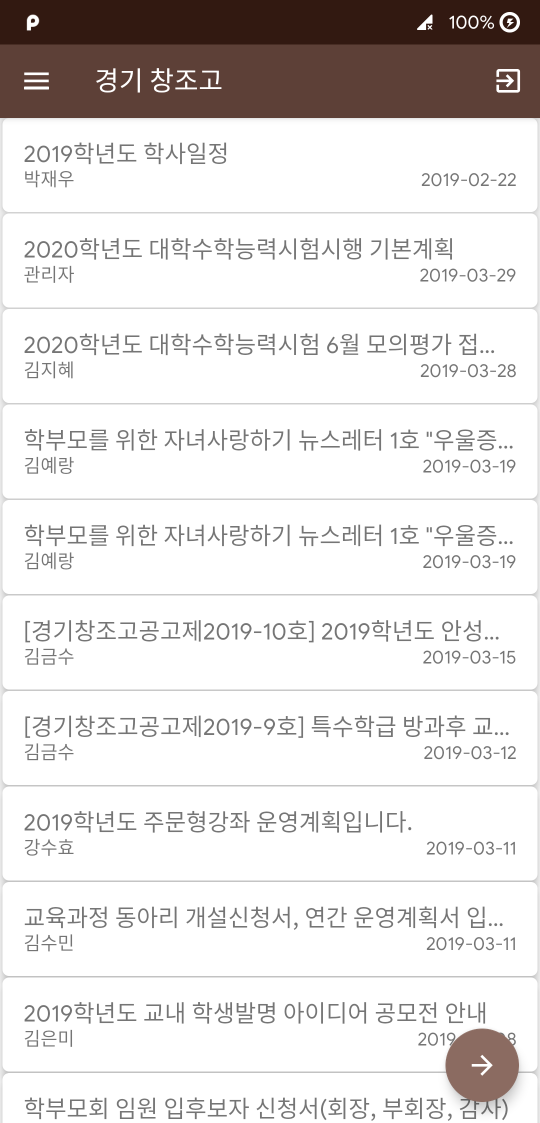 100%
경기 창조고
2019학년도 학사일정
박재우 2019-02-22
2020학년도 대학수학능력시험시행 기본계획
관리자 2019-03-29
2020학년도 대학수학능력시험 6월 모의평가 접...
김지혜 2019-03-28
학부모를 위한 자녀사랑하기 뉴스레터 1호 "우울증...
김예랑 2019-03-19
학부모를 위한 자녀사랑하기 뉴스레터 1호 "우울증...
김예랑 2019-03-19
[경기창조고공고제2019-10호] 2019학년도 안성...
김금수 2019-03-15
[경기창조고공고제2019-9호] 특수학급 방과후 교...
김금수 2019-03-12
2019학년도 주문형강좌 운영계획입니다.
강수효 2019-03-11
교육과정 동아리 개설신청서, 연간 운영계획서 입...
김수민 2019-03-11
2019학년도 교내 학생발명 아이디어 공모전 안내
김은미
학부모회 임원 입후보자 신청서(회장, 부회장, 감사)